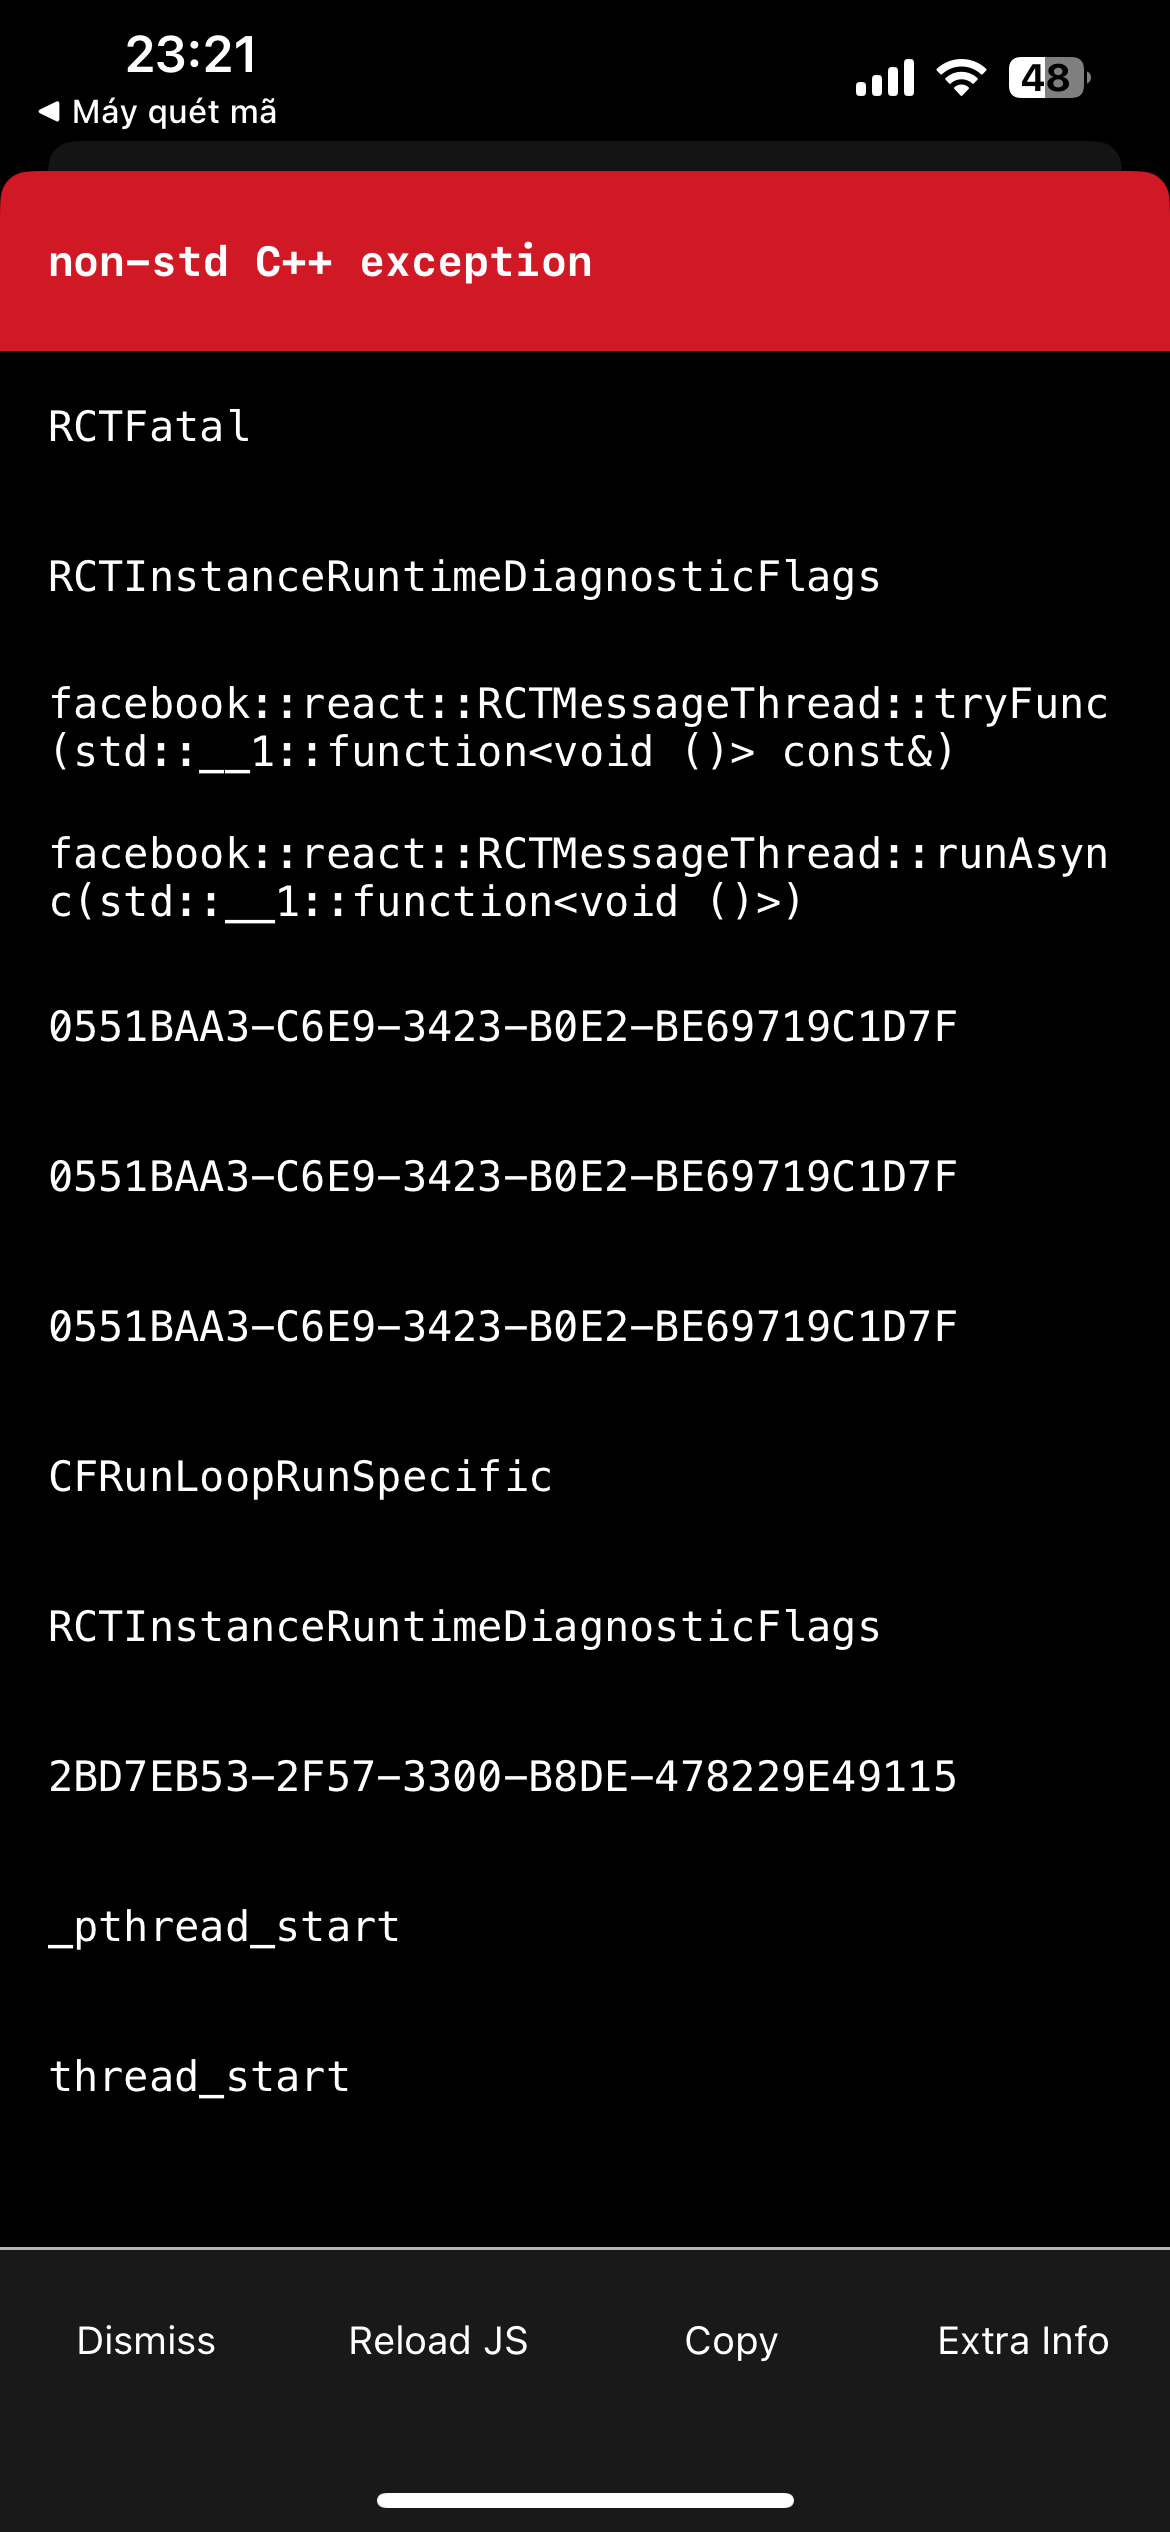 23:21
48
◀ Máy quét mã
non-std C++ exception
RCTFatal
RCTInstanceRuntimeDiagnosticFlags
facebook::react::RCTMessageThread::tryFunc
(std::__1::function<void ()> const&)
facebook::react::RCTMessageThread::runAsyn
c(std::__1::function<void ()>)
0551BAA3-C6E9-3423-B0E2-BE69719C1D7F
0551BAA3-C6E9-3423-B0E2-BE69719C1D7F
0551BAA3-C6E9-3423-B0E2-BE69719C1D7F
CFRunLoopRunSpecific
RCTInstanceRuntimeDiagnosticFlags
2BD7EB53-2F57-3300-B8DE-478229E49115
_pthread_start
thread_start
Dismiss
Reload JS
Copy
Extra Info